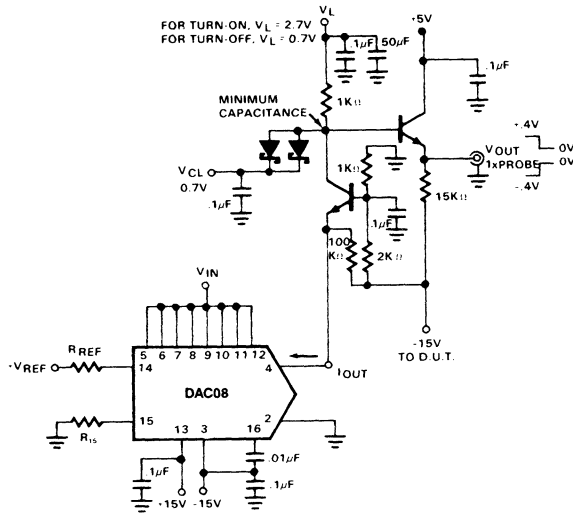 FOR TURN-ON, VL = 2.7V
FOR TURN-OFF, VL = 0.7V
VL
+5V
.1µF
50µF
.1µF
1KΩ
MINIMUM
CAPACITANCE
+.4V
VOUT
0V
1xPROBE
0V
-.4V
VCL
0.7V
.1µF
1KΩ
.1µF
15KΩ
100
KΩ
2KΩ
VIN
-15V
TO D.U.T.
5 6 7 8 9 10 11 12
+VREF
RREF
14
4
IOUT
DAC08
15
R15
13
3
16
2
.1µF
.01µF
.1µF
+15V
-15V